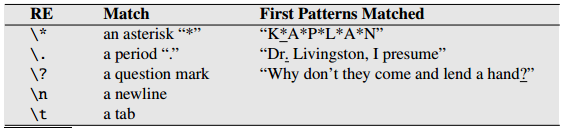 RE Match First Patterns Matched
\* an asterisk “*” “K*A*P*L*A*N”
\. a period “.” “Dr. Livingston, I presume”
\? a question mark “Why don’t they come and lend a hand?”
\n a newline
\t a tab